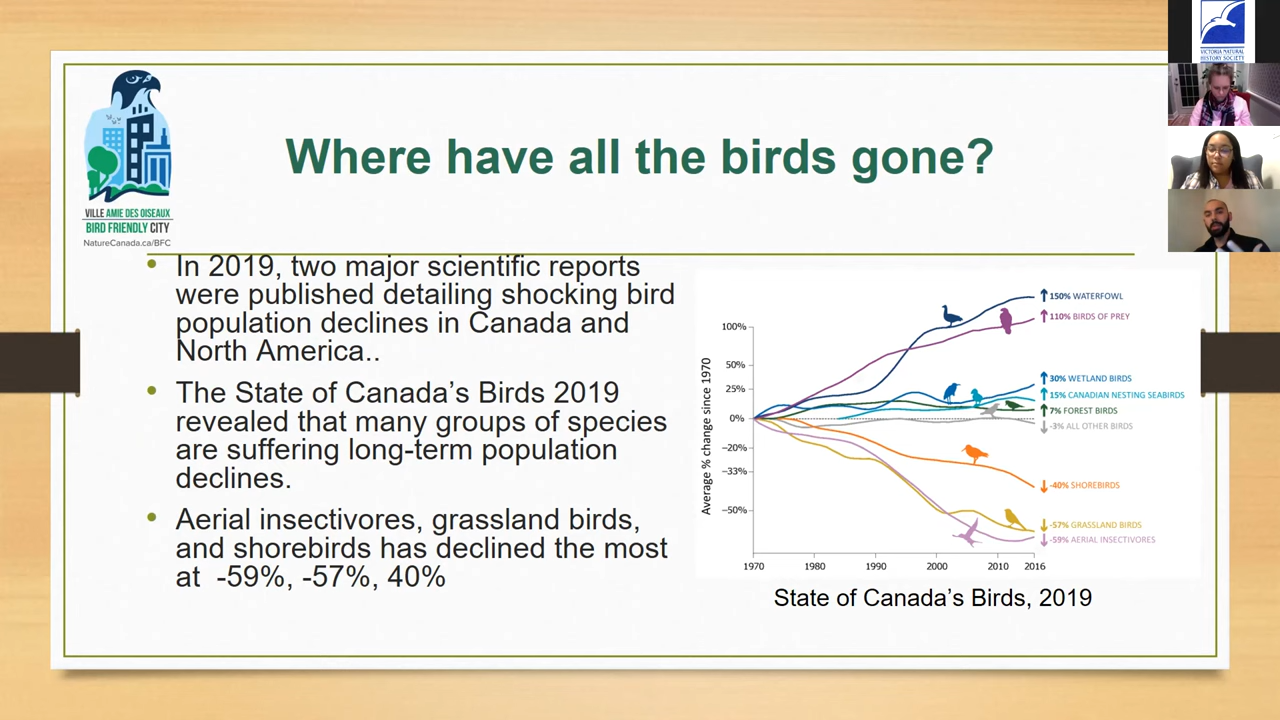 VICTORIA NATURAL
HISTORY SOCIETY
Where have all the birds gone?
VILLE AMIE DES OISEAUX
BIRD FRIENDLY CITY
NatureCanada.ca/BFC
• In 2019, two major scientific reports
were published detailing shocking bird
population declines in Canada and
North America..
• The State of Canada’s Birds 2019
revealed that many groups of species
are suffering long-term population
declines.
• Aerial insectivores, grassland birds,
and shorebirds has declined the most
at -59%, -57%, 40%
Average % change since 1970
100%
50%
25%
0%
−20%
−33%
−50%
1970 1980 1990 2000 2010 2016
150% WATERFOWL
110% BIRDS OF PREY
30% WETLAND BIRDS
15% CANADIAN NESTING SEABIRDS
7% FOREST BIRDS
-3% ALL OTHER BIRDS
-40% SHOREBIRDS
-57% GRASSLAND BIRDS
-59% AERIAL INSECTIVORES
State of Canada’s Birds, 2019